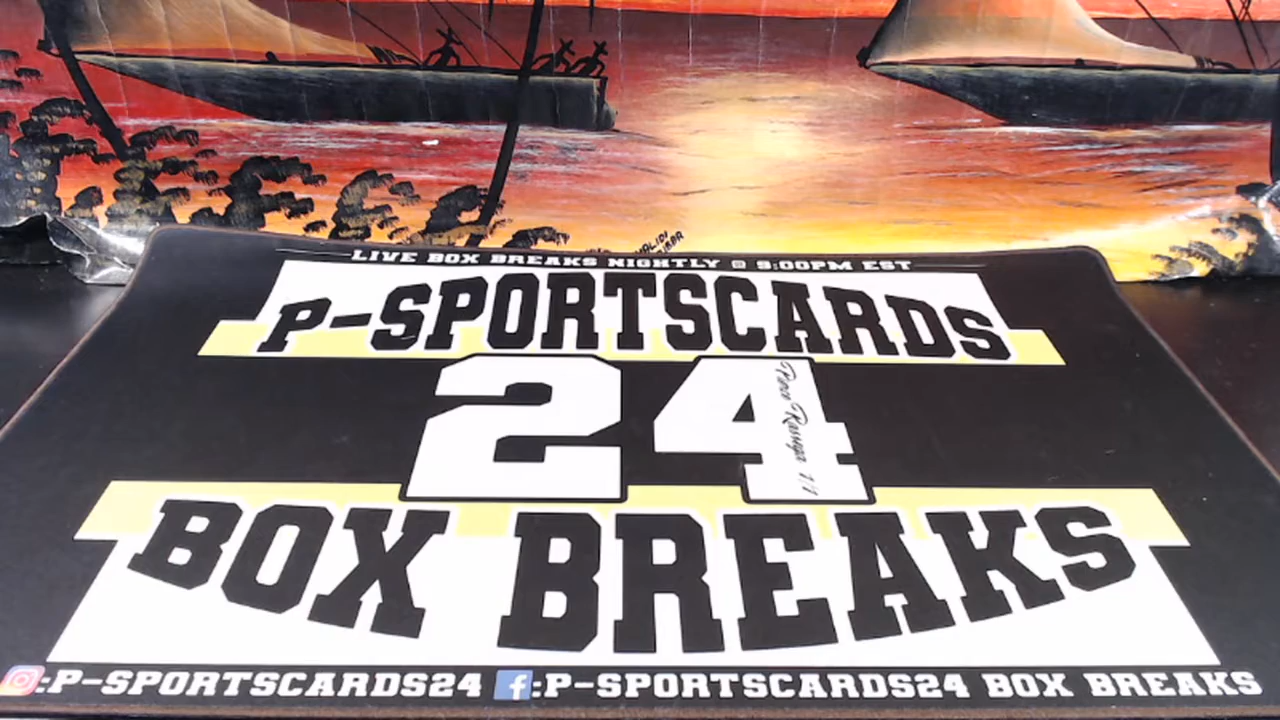 LIVE BOX BREAKS NIGHTLY @ 9:00PM EST
P-SPORTSCARDS
24
BOX BREAKS
:P-SPORTSCARDS24 :P-SPORTSCARDS24 BOX BREAKS